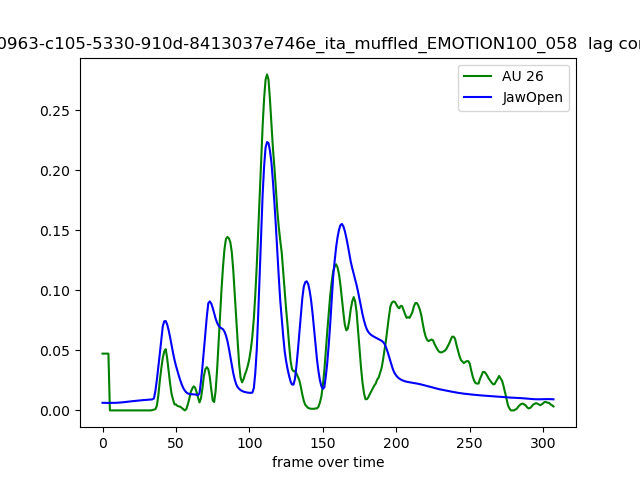 0963-c105-5330-910d-8413037e746e_ita_muffled_EMOTION100_058 lag
AU 26
JawOpen
0.25
0.20
0.15
0.10
0.05
0.00
0 50 100 150 200 250 300
frame over time